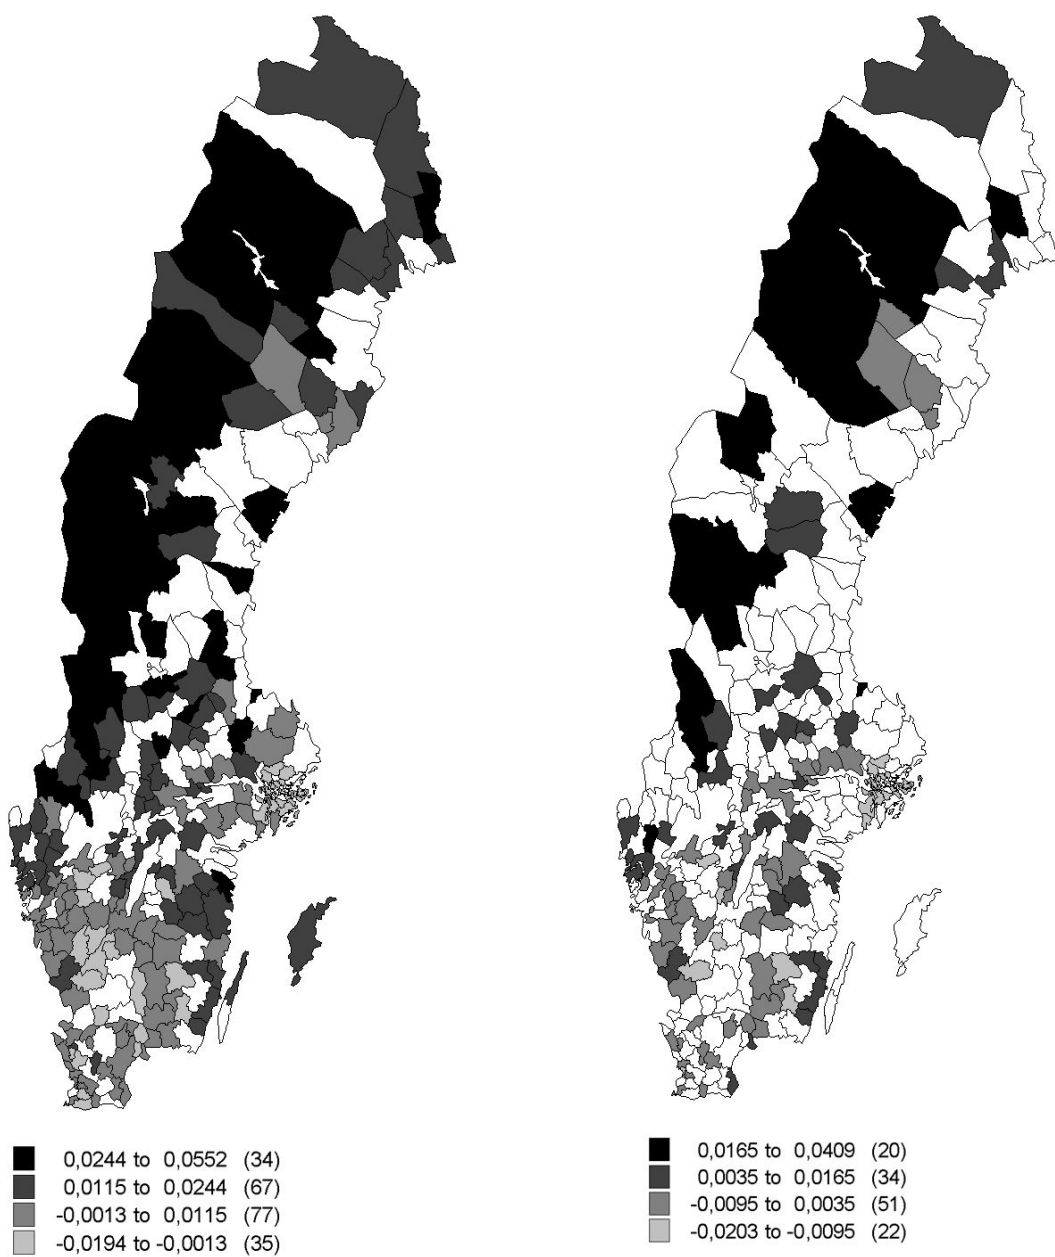 0,0244 to 0,0552 (34)
0,0115 to 0,0244 (67)
-0,0013 to 0,0115 (77)
-0,0194 to -0,0013 (35)
0,0165 to 0,0409 (20)
0,0035 to 0,0165 (34)
-0,0095 to 0,0035 (51)
-0,0203 to -0,0095 (22)